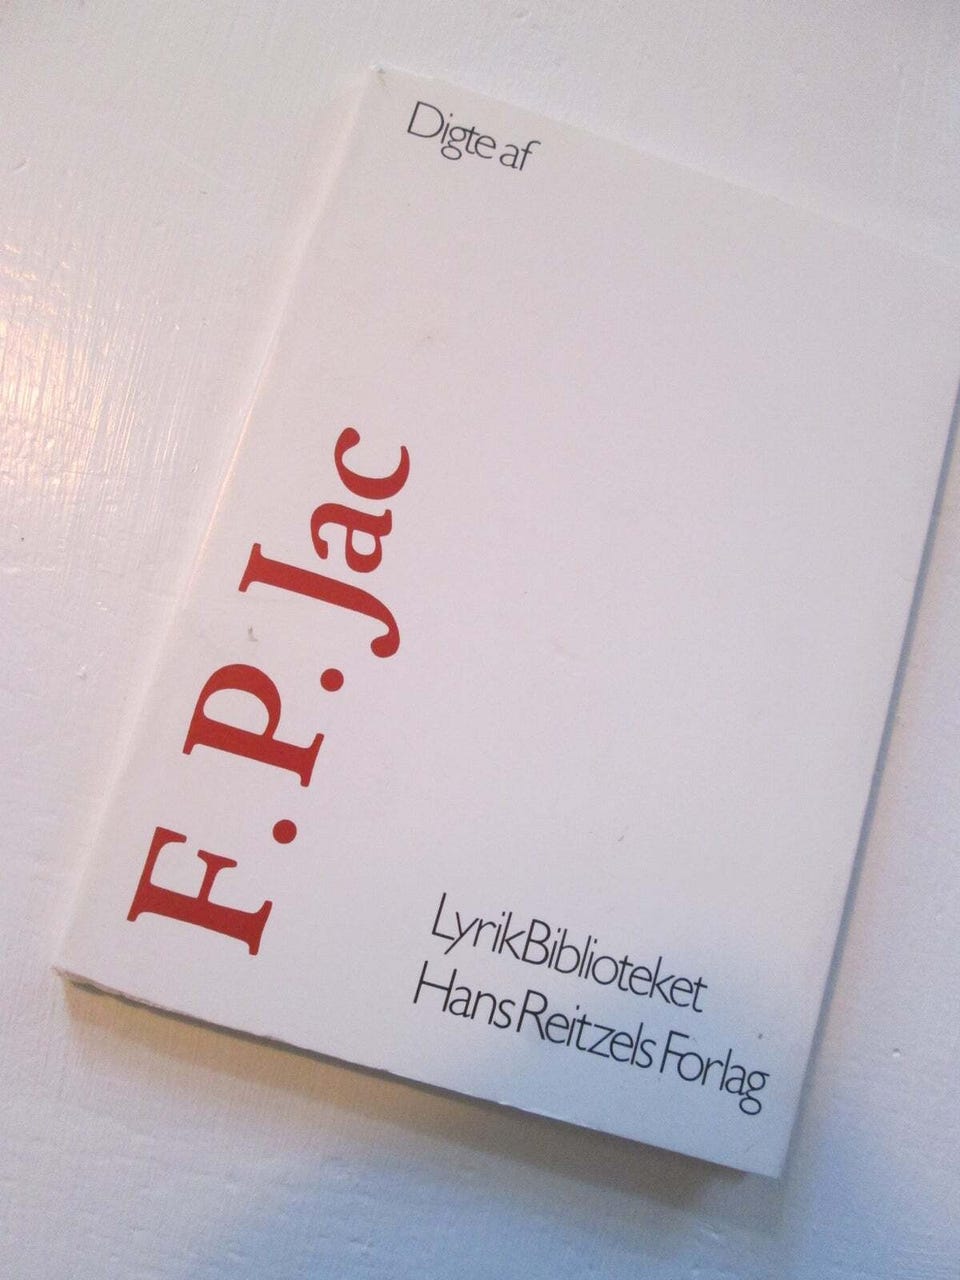 Digte af
F. P. Jac
LyrikBiblioteket
Hans Reitzels Forlag